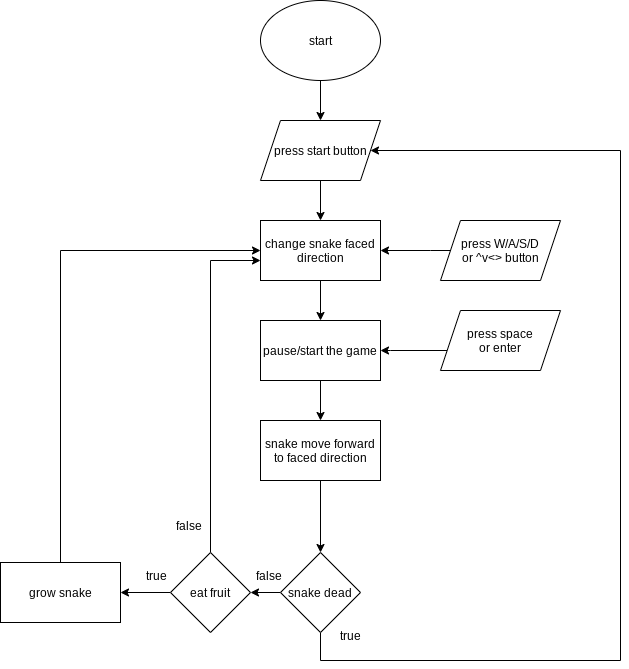 start
press start button
change snake faced
direction
press W/A/S/D
or ^v<> button
pause/start the game
press space
or enter
snake move forward
to faced direction
false
true
false
grow snake
eat fruit
snake dead
true